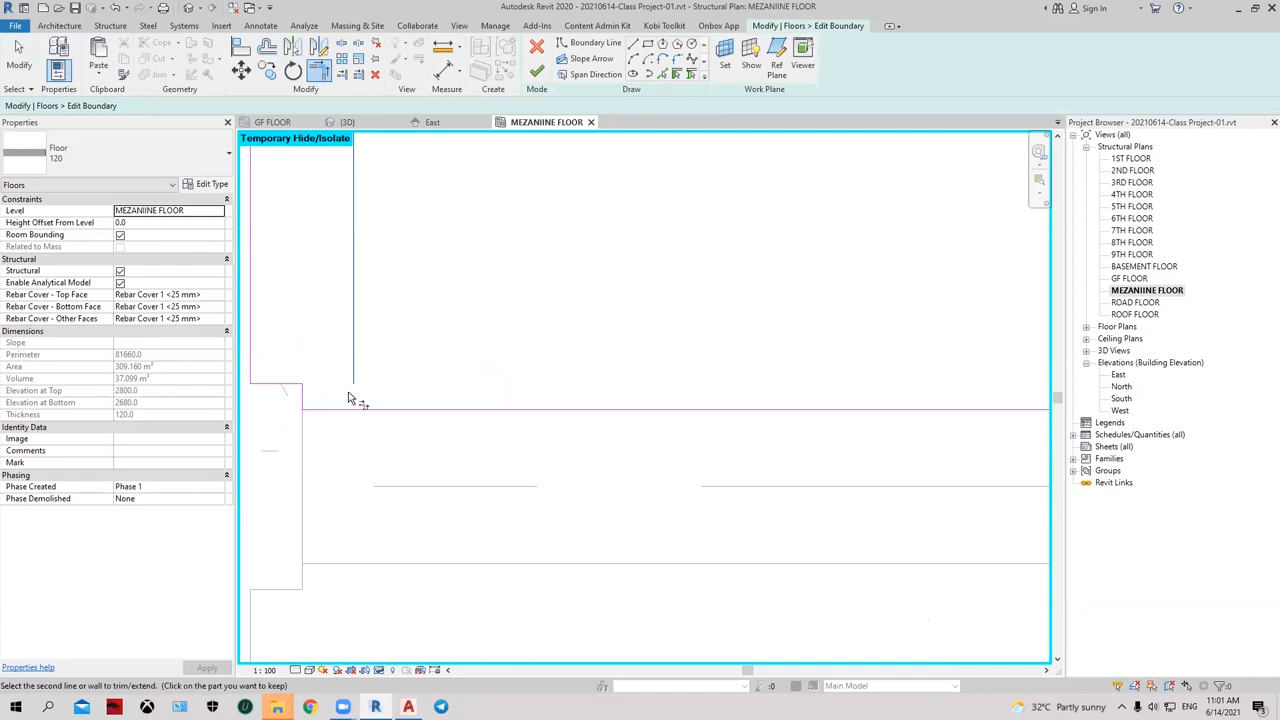 Autodesk Revit 2020 - 20210614-Class Project-01.rvt - Structural Plan: MEZANIINE FLOOR
Sign In
File Architecture Structure Steel Systems Insert Annotate Analyze Massing & Site Collaborate View Manage Add-Ins Content Admin Kit Kobi Toolkit Onbox App Modify | Floors > Edit Boundary
Modify
Properties
Paste
Cope
Cut
Join
Boundary Line
Slope Arrow
Span Direction
Set
Show
Ref
Plane
Viewer
Select Properties Clipboard Geometry Modify View Measure Create Mode Draw Work Plane
Modify | Floors > Edit Boundary
Properties
GF FLOOR
(3D)
East
MEZANIINE FLOOR
Project Browser - 20210614-Class Project-01.rvt
Temporary Hide/Isolate
Floor
120
Floors
Edit Type
Constraints
Level MEZANIINE FLOOR
Height Offset From Level 0.0
Room Bounding
Related to Mass
Structural
Structural
Enable Analytical Model
Rebar Cover - Top Face Rebar Cover 1 <25 mm>
Rebar Cover - Bottom Face Rebar Cover 1 <25 mm>
Rebar Cover - Other Faces Rebar Cover 1 <25 mm>
Dimensions
Slope
Perimeter 81660.0
Area 309.160 m²
Volume 37.099 m³
Elevation at Top 2800.0
Elevation at Bottom 2680.0
Thickness 120.0
Identity Data
Image
Comments
Mark
Phasing
Phase Created Phase 1
Phase Demolished None
Properties help
Apply
Views (all)
Structural Plans
1ST FLOOR
2ND FLOOR
3RD FLOOR
4TH FLOOR
5TH FLOOR
6TH FLOOR
7TH FLOOR
8TH FLOOR
9TH FLOOR
BASEMENT FLOOR
GF FLOOR
MEZANIINE FLOOR
ROAD FLOOR
ROOF FLOOR
Floor Plans
Ceiling Plans
3D Views
Elevations (Building Elevation)
East
North
South
West
Legends
Schedules/Quantities (all)
Sheets (all)
Families
Groups
Revit Links
1 : 100
Select the second line or wall to trim/extend. (Click on the part you want to keep)
:0
Main Model
:0
32°C Partly sunny
ENG
11:01 AM
6/14/2021